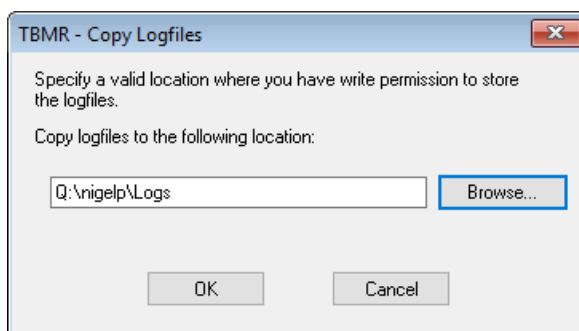 TBMR - Copy Logfiles
Specify a valid location where you have write permission to store
the logfiles.
Copy logfiles to the following location:
Q:\nigelp\Logs
Browse...
OK
Cancel